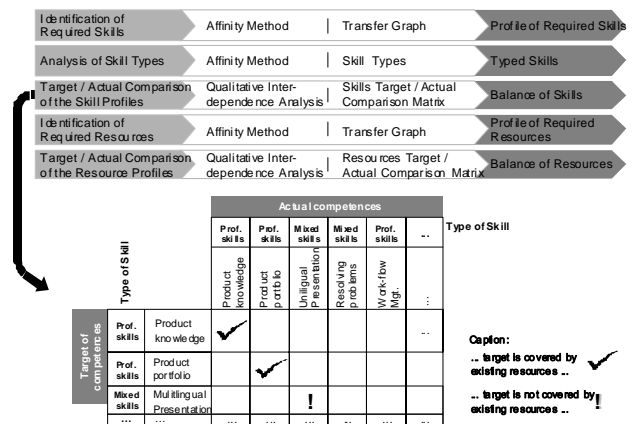 Identification of
Required Skills
Affinity Method
Transfer Graph
Profile of Required Skills
Analysis of Skill Types
Affinity Method
Skill Types
Typed Skills
Target / Actual Comparison
of the Skill Profiles
Qualitative Inter-
dependence Analysis
Skills Target / Actual
Comparison Matrix
Balance of Skills
Identification of
Required Resources
Affinity Method
Transfer Graph
Profile of Required
Resources
Target / Actual Comparison
of the Resource Profiles
Qualitative Inter-
dependence Analysis
Resources Target /
Actual Comparison Matrix
Balance of Resources
Actual competences
Prof.
skills
Prof.
skills
Mixed
skills
Mixed
skills
Prof.
skills
...
Type of Skill
Type of Skill
Product
knowledge
Product
portfolio
Uniligual
Presentation
Resolving
problems
Work-flow
Mgt.
...
Target of
competences
Prof.
skills
Product
knowledge
...
Prof.
skills
Product
portfolio
Mixed
skills
Mulitlingual
Presentation
!
... ... ... ... ... ... ... ...
Caption:
... target is covered by
existing resources ...
... target is not covered by
existing resources ... !